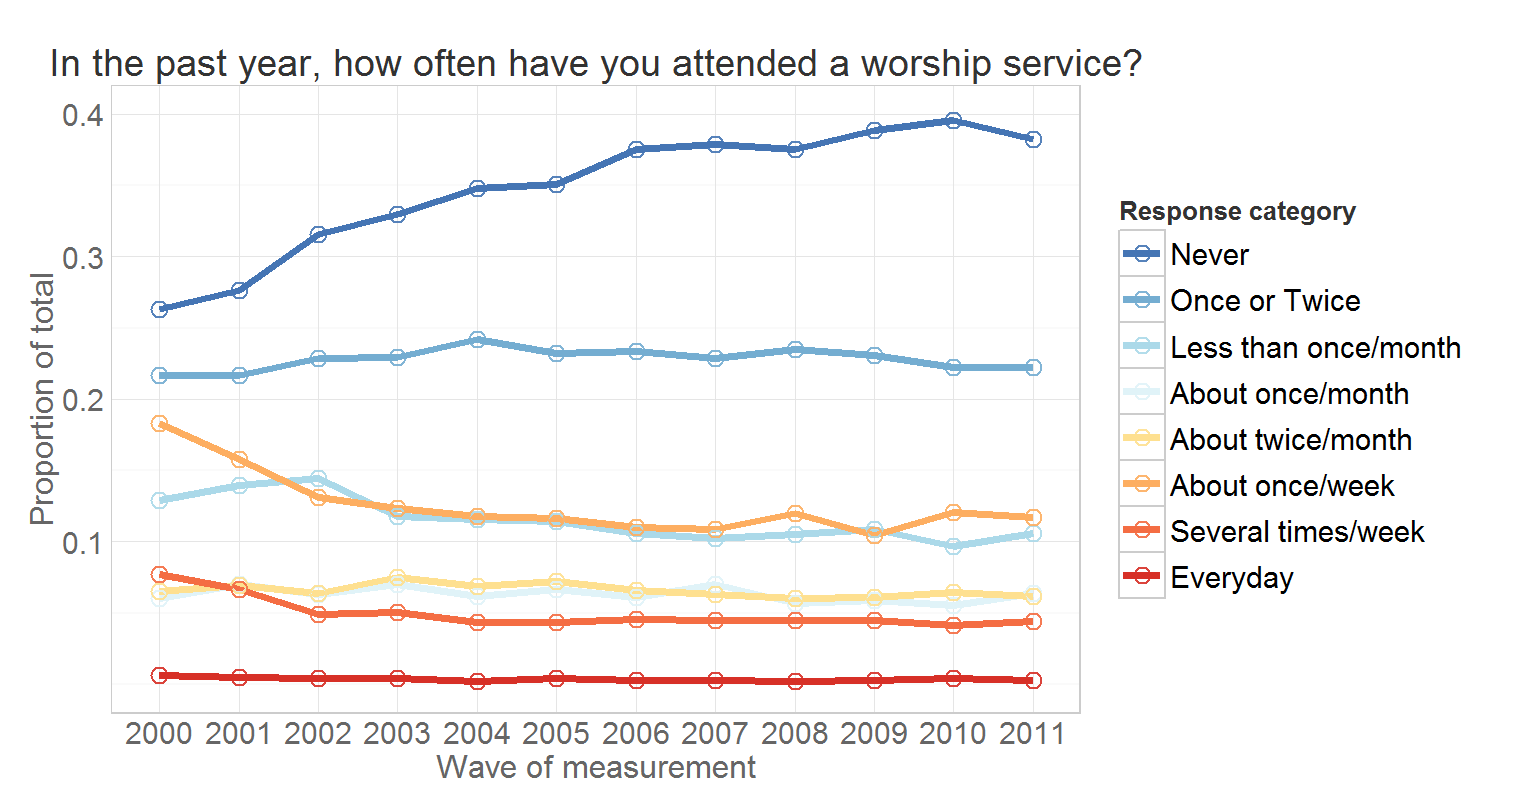 In the past year, how often have you attended a worship service?
0.4
0.3
0.2
0.1
Proportion of total
2000 2001 2002 2003 2004 2005 2006 2007 2008 2009 2010 2011
Wave of measurement
Response category
Never
Once or Twice
Less than once/month
About once/month
About twice/month
About once/week
Several times/week
Everyday